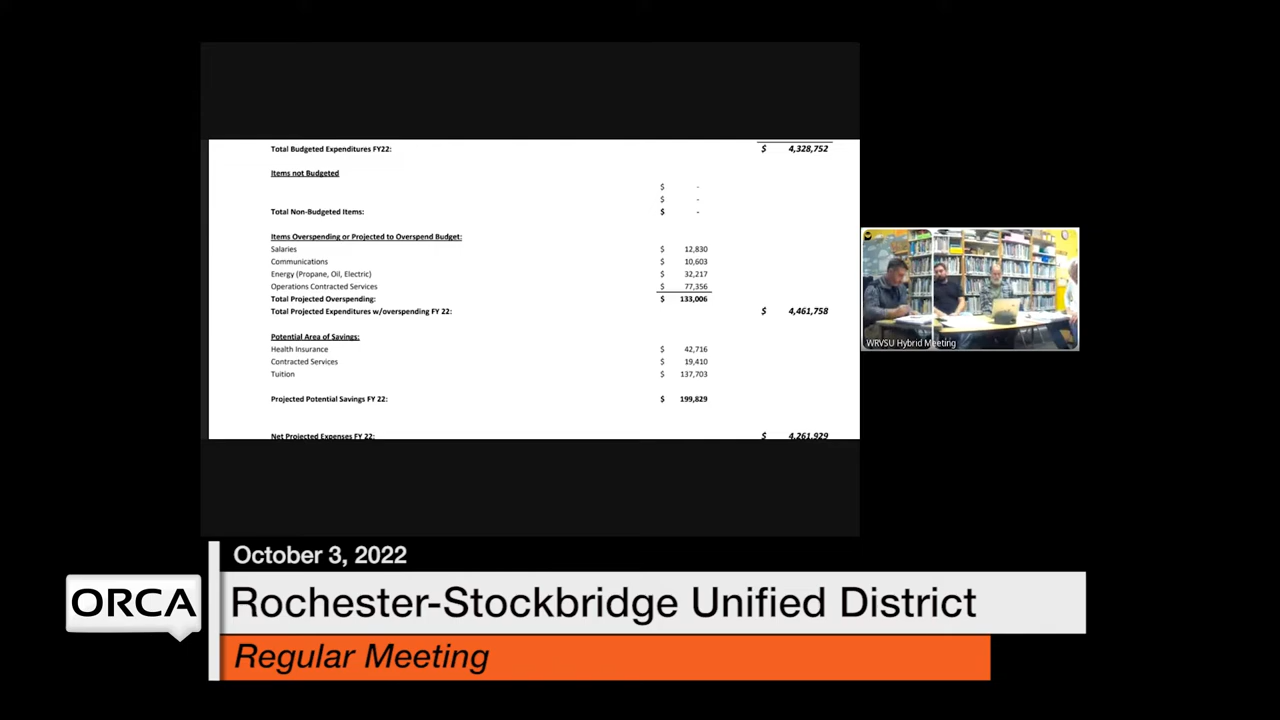 Total Budgeted Expenditures FY22: $ 4,328,752
Items not Budgeted
$ -
$ -
Total Non-Budgeted Items: $ -
Items Overspending or Projected to Overspend Budget:
Salaries $ 12,830
Communications $ 10,603
Energy (Propane, Oil, Electric) $ 32,217
Operations Contracted Services $ 77,356
Total Projected Overspending: $ 133,006
Total Projected Expenditures w/overspending FY 22: $ 4,461,758
Potential Area of Savings:
Health Insurance $ 42,716
Contracted Services $ 19,410
Tuition $ 137,703
Projected Potential Savings FY 22: $ 199,829
Net Projected Expenses FY 22: $ 4,261,929
WRVSU Hybrid Meeting
October 3, 2022
ORCA
Rochester-Stockbridge Unified District
Regular Meeting